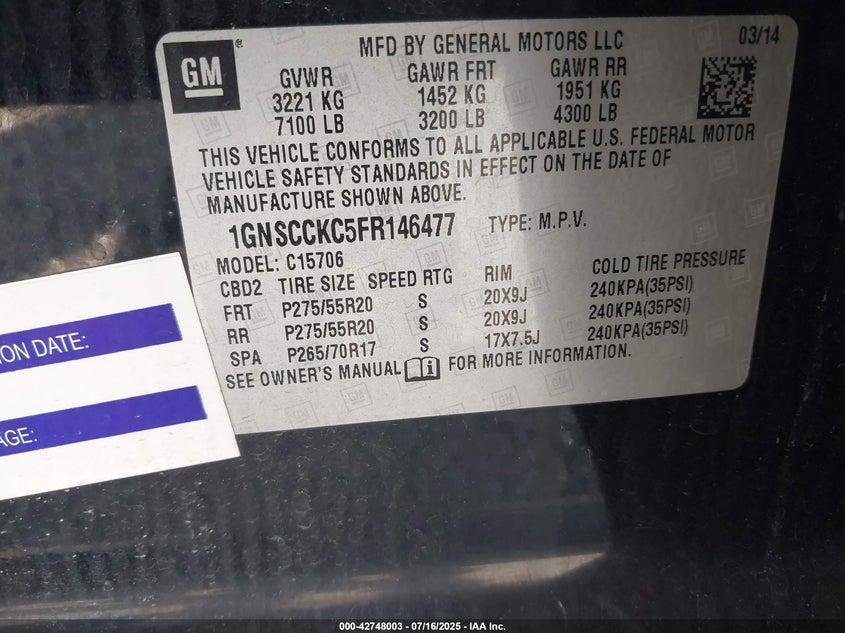 GM®
MFD BY GENERAL MOTORS LLC 03/14
GVWR GAWR FRT GAWR RR
3221 KG 1452 KG 1951 KG
7100 LB 3200 LB 4300 LB
THIS VEHICLE CONFORMS TO ALL APPLICABLE U.S. FEDERAL MOTOR
VEHICLE SAFETY STANDARDS IN EFFECT ON THE DATE OF
MANUFACTURE SHOWN ABOVE.
1GNSCCKC5FR146477 TYPE: M.P.V.
MODEL: C15706
CBD2 TIRE SIZE SPEED RTG RIM COLD TIRE PRESSURE
FRT P275/55R20 S 20X9J 240KPA(35PSI)
RR P275/55R20 S 20X9J 240KPA(35PSI)
SPA P265/70R17 S 17X7.5J 240KPA(35PSI)
SEE OWNER'S MANUAL FOR MORE INFORMATION.
ON DATE:
AGE:
000-42748003 - 07/16/2025 - IAA Inc.